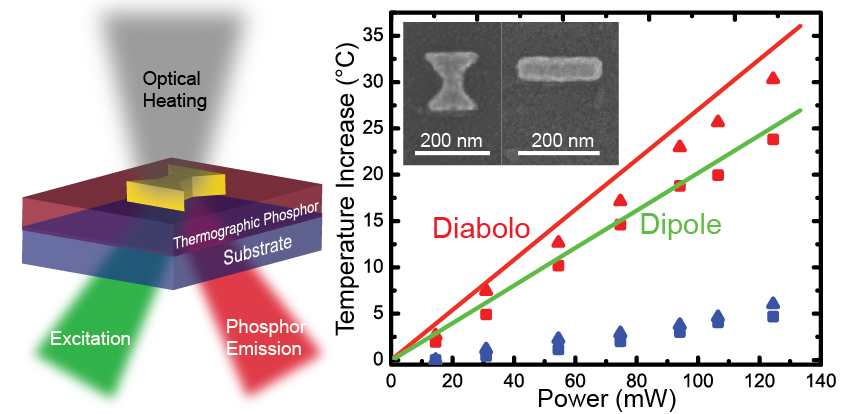 Optical
Heating
Thermographic Phosphor
Substrate
Excitation
Phosphor
Emission
Temperature Increase (°C)
35
30
25
20
15
10
5
0
200 nm
200 nm
Diabolo
Dipole
0
20
40
60
80
100
120
140
Power (mW)